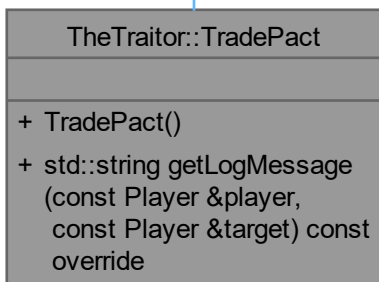 TheTraitor::TradePact
+ TradePact()
+ std::string getLogMessage
(const Player &player,
const Player &target) const
override